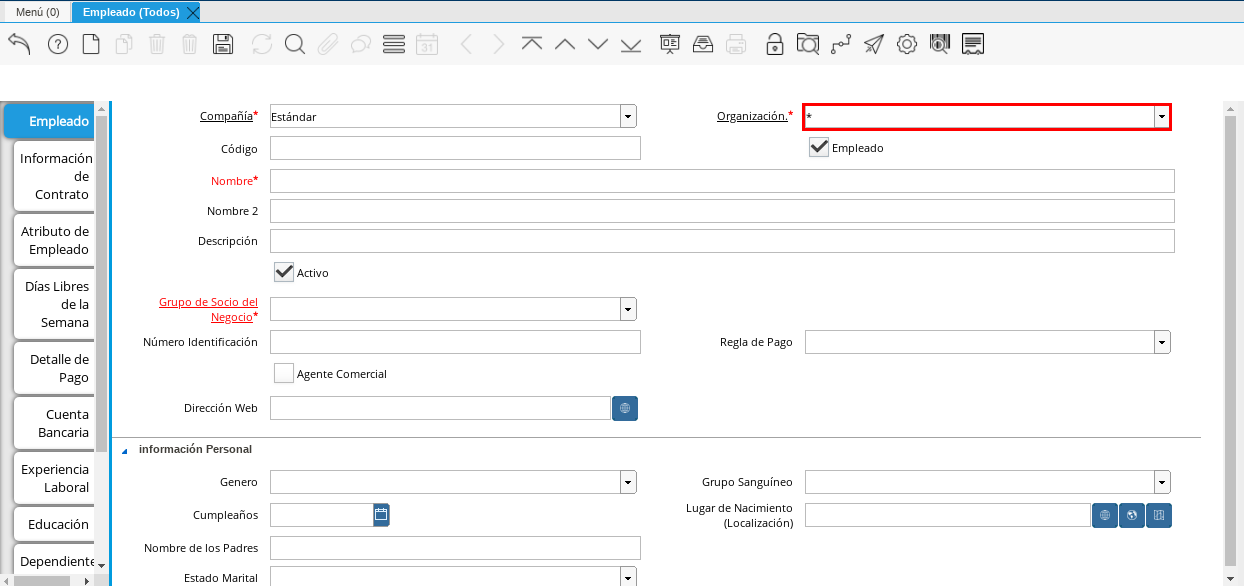 Menú (0)
Empleado (Todos)
31
Empleado
Información
de
Contrato
Atributo de
Empleado
Días Libres
de la
Semana
Detalle de
Pago
Cuenta
Bancaria
Experiencia
Laboral
Educación
Dependiente
Compañía*
Estándar
Organización.*
*
Código
Empleado
Nombre*
Nombre 2
Descripción
Activo
Grupo de Socio del
Negocio*
Número Identificación
Regla de Pago
Agente Comercial
Dirección Web
información Personal
Genero
Grupo Sanguíneo
Cumpleaños
Lugar de Nacimiento
(Localización)
Nombre de los Padres
Estado Marital